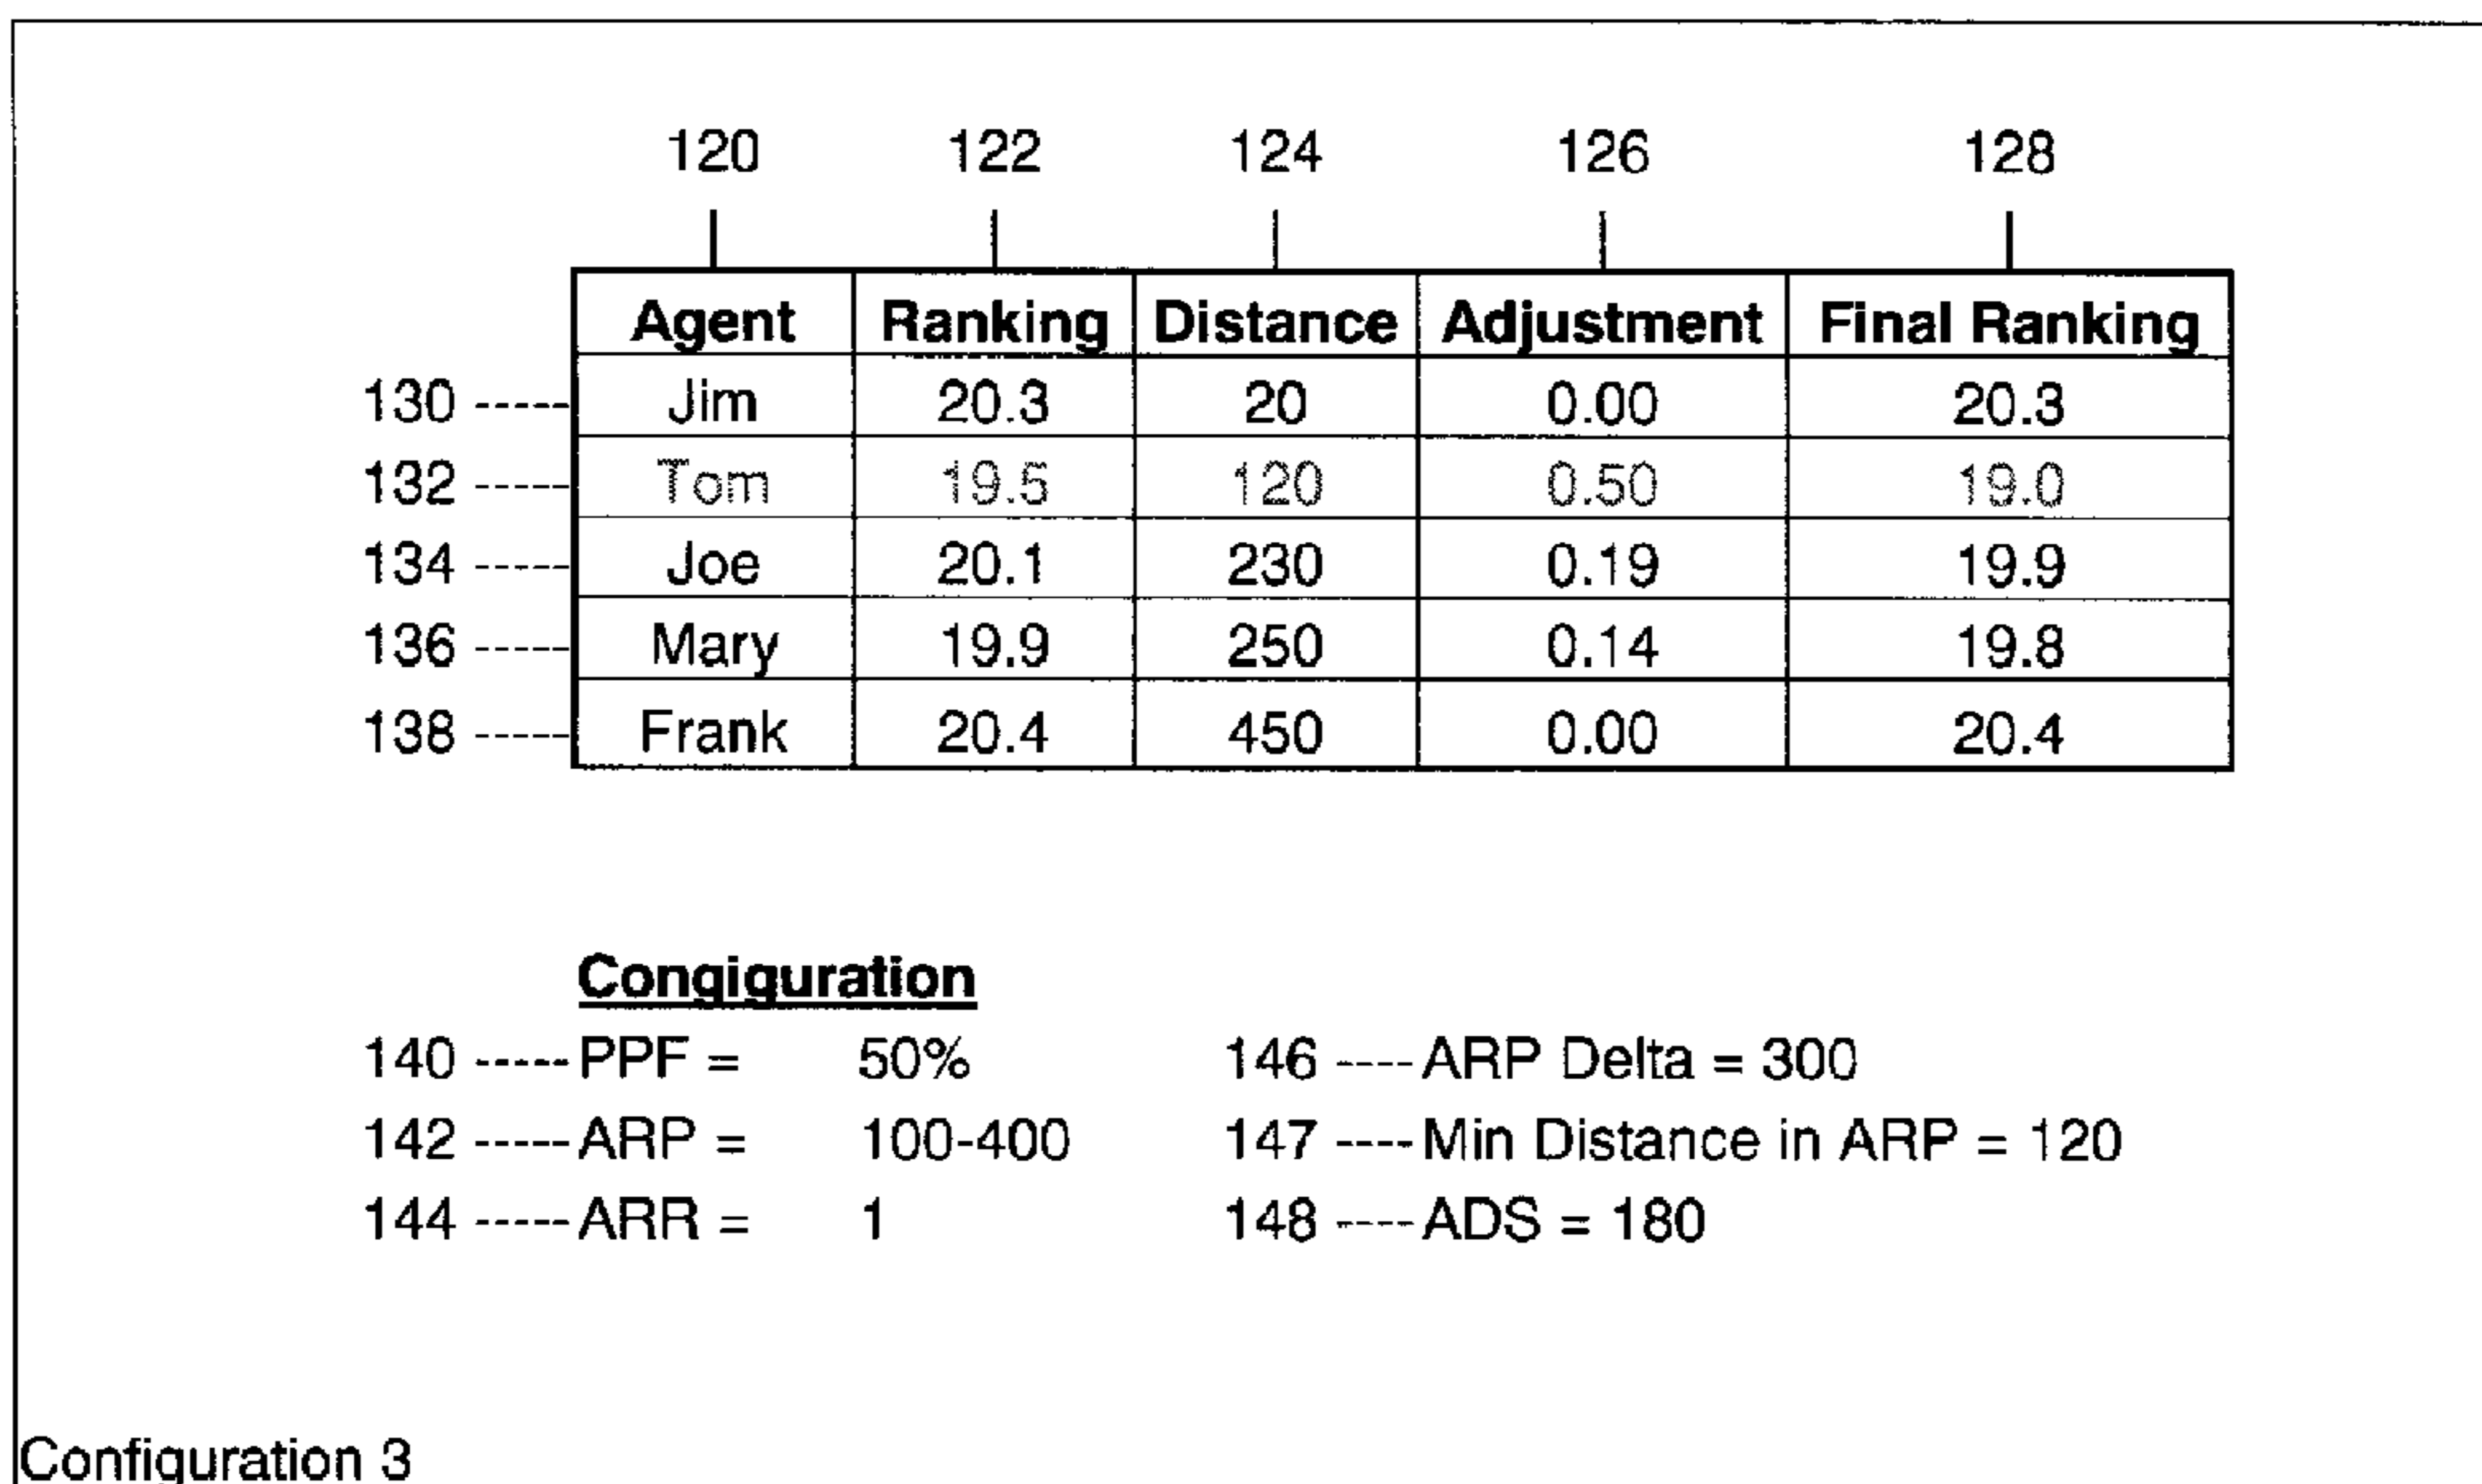 120 122 124 126 128
Agent Ranking Distance Adjustment Final Ranking
130 ----- Jim 20.3 20 0.00 20.3
132 ----- Tom 19.5 120 0.50 19.0
134 ----- Joe 20.1 230 0.19 19.9
136 ----- Mary 19.9 250 0.14 19.8
138 ----- Frank 20.4 450 0.00 20.4
Congiguration
140 ----- PPF = 50% 146 ---- ARP Delta = 300
142 ----- ARP = 100-400 147 ---- Min Distance in ARP = 120
144 ----- ARR = 1 148 ---- ADS = 180
Configuration 3